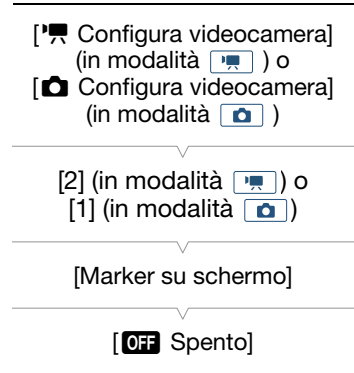 [ Configura videocamera]
(in modalità ) o
[ Configura videocamera]
(in modalità )
[2] (in modalità ) o
[1] (in modalità )
[Marker su schermo]
[OFF Spento]